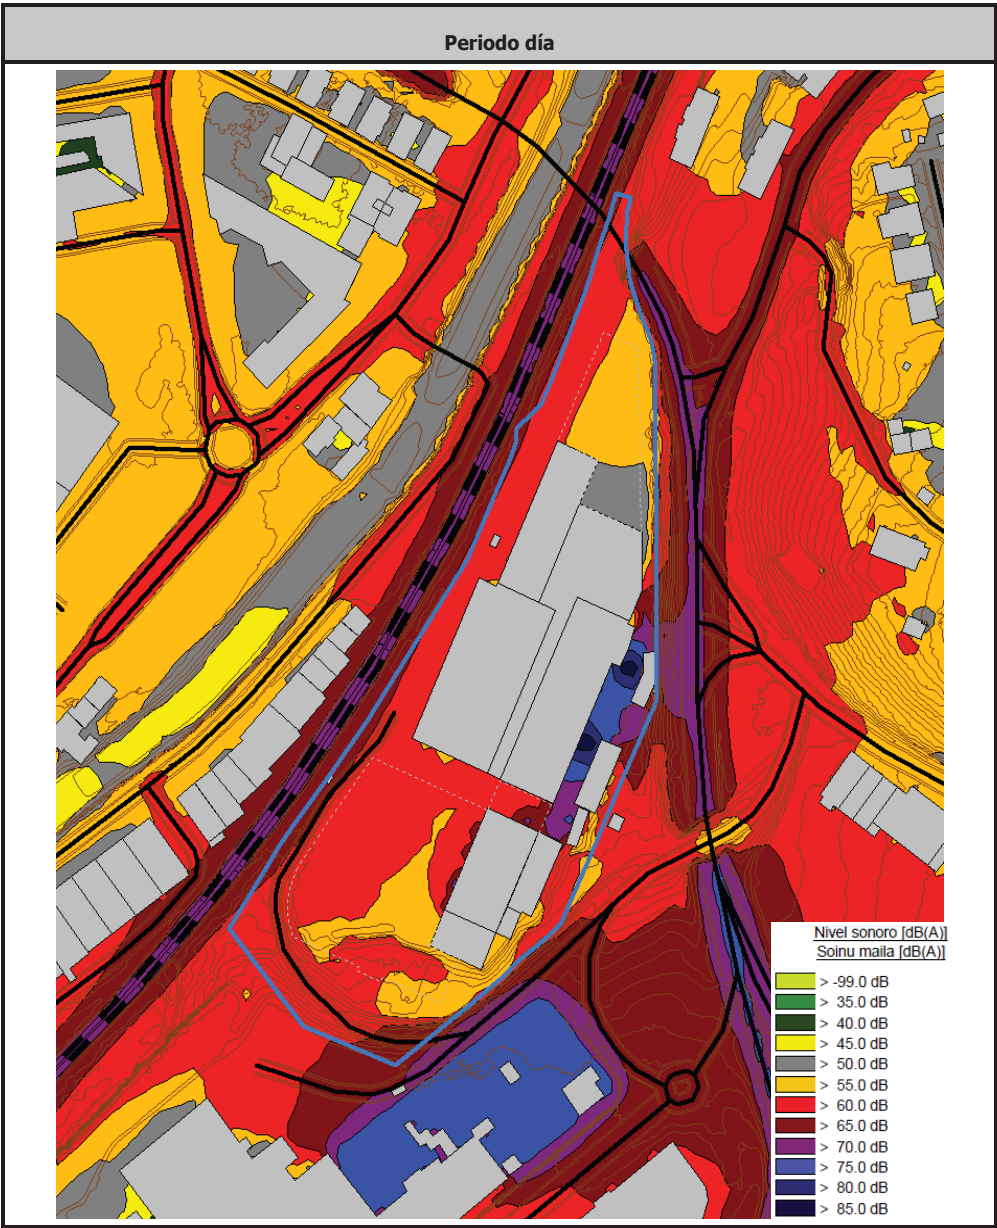 Periodo día
Nivel sonoro [dB(A)]
Soinu maila [dB(A)]
> -99.0 dB
> 35.0 dB
> 40.0 dB
> 45.0 dB
> 50.0 dB
> 55.0 dB
> 60.0 dB
> 65.0 dB
> 70.0 dB
> 75.0 dB
> 80.0 dB
> 85.0 dB